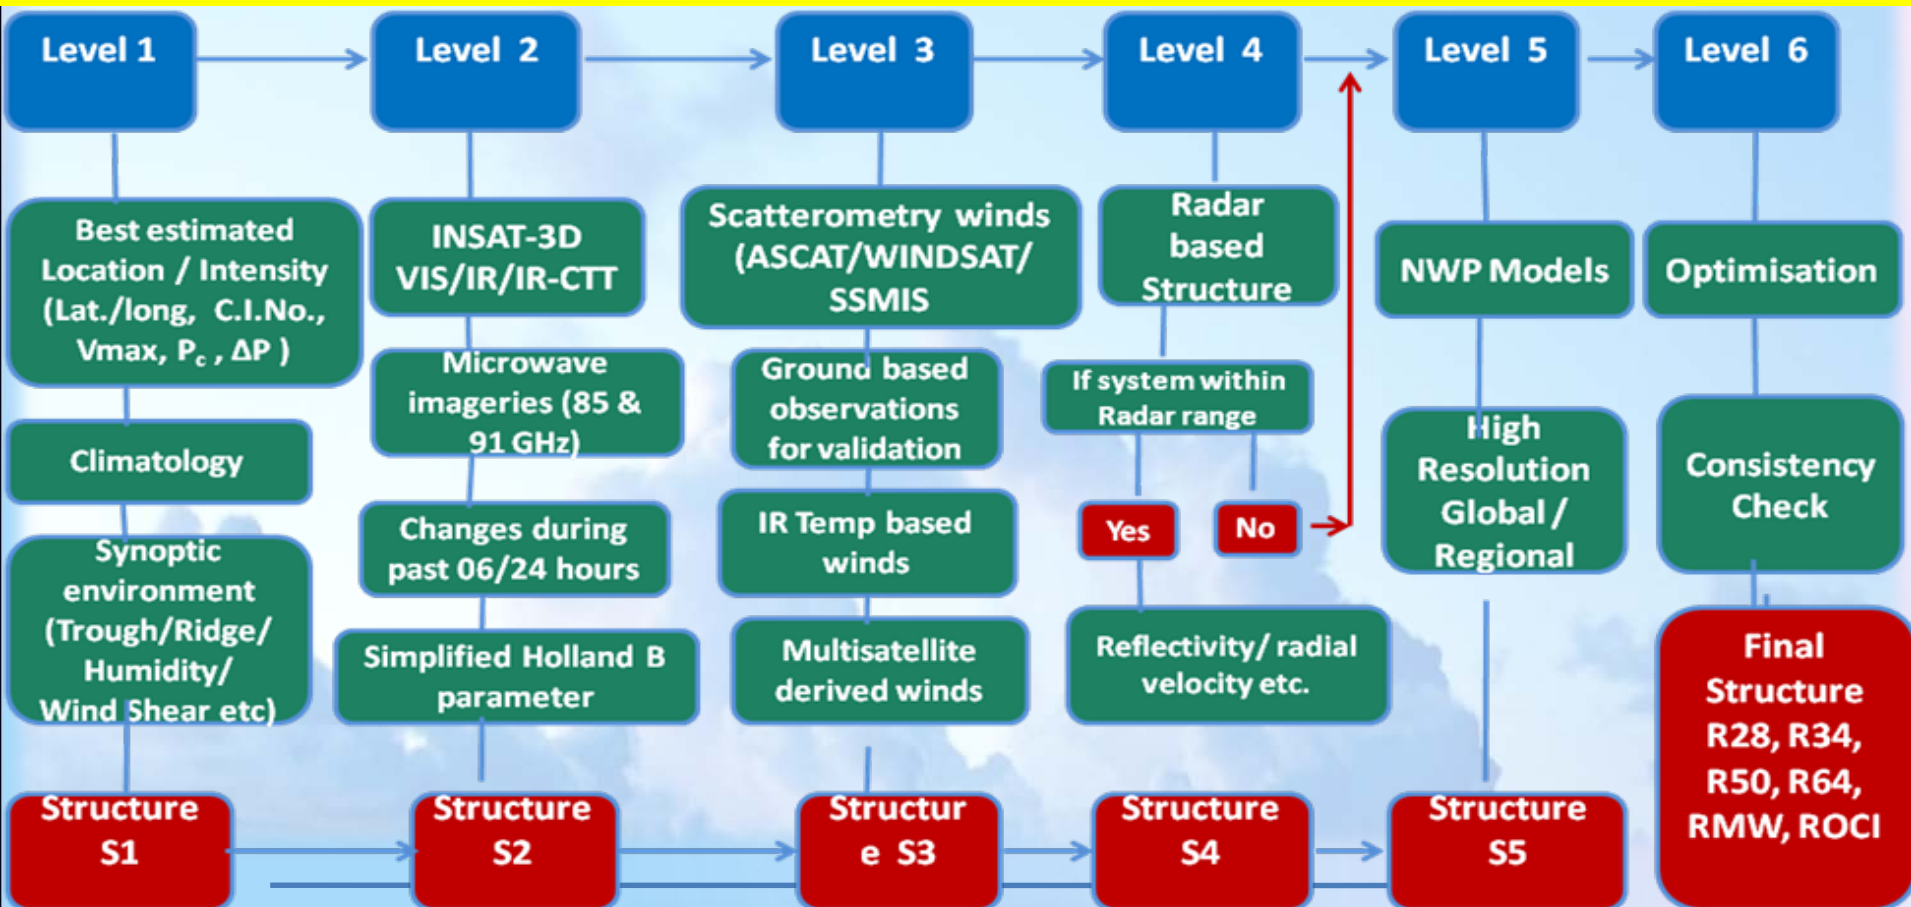 Level 1
Level 2
Level 3
Level 4
Level 5
Level 6
Best estimated
Location / Intensity
(Lat./long, C.I.No.,
Vmax, Pc , ΔP )
Climatology
Synoptic
environment
(Trough/Ridge/
Humidity/
Wind Shear etc)
Structure
S1
INSAT-3D
VIS/IR/IR-CTT
Microwave
imageries (85 &
91 GHz)
Changes during
past 06/24 hours
Simplified Holland B
parameter
Structure
S2
Scatterometry winds
(ASCAT/WINDSAT/
SSMIS
Ground based
observations
for validation
IR Temp based
winds
Multisatellite
derived winds
Structur
e S3
Radar
based
Structure
If system within
Radar range
Yes
No
Reflectivity/ radial
velocity etc.
Structure
S4
NWP Models
High
Resolution
Global /
Regional
Structure
S5
Optimisation
Consistency
Check
Final
Structure
R28, R34,
R50, R64,
RMW, ROCI